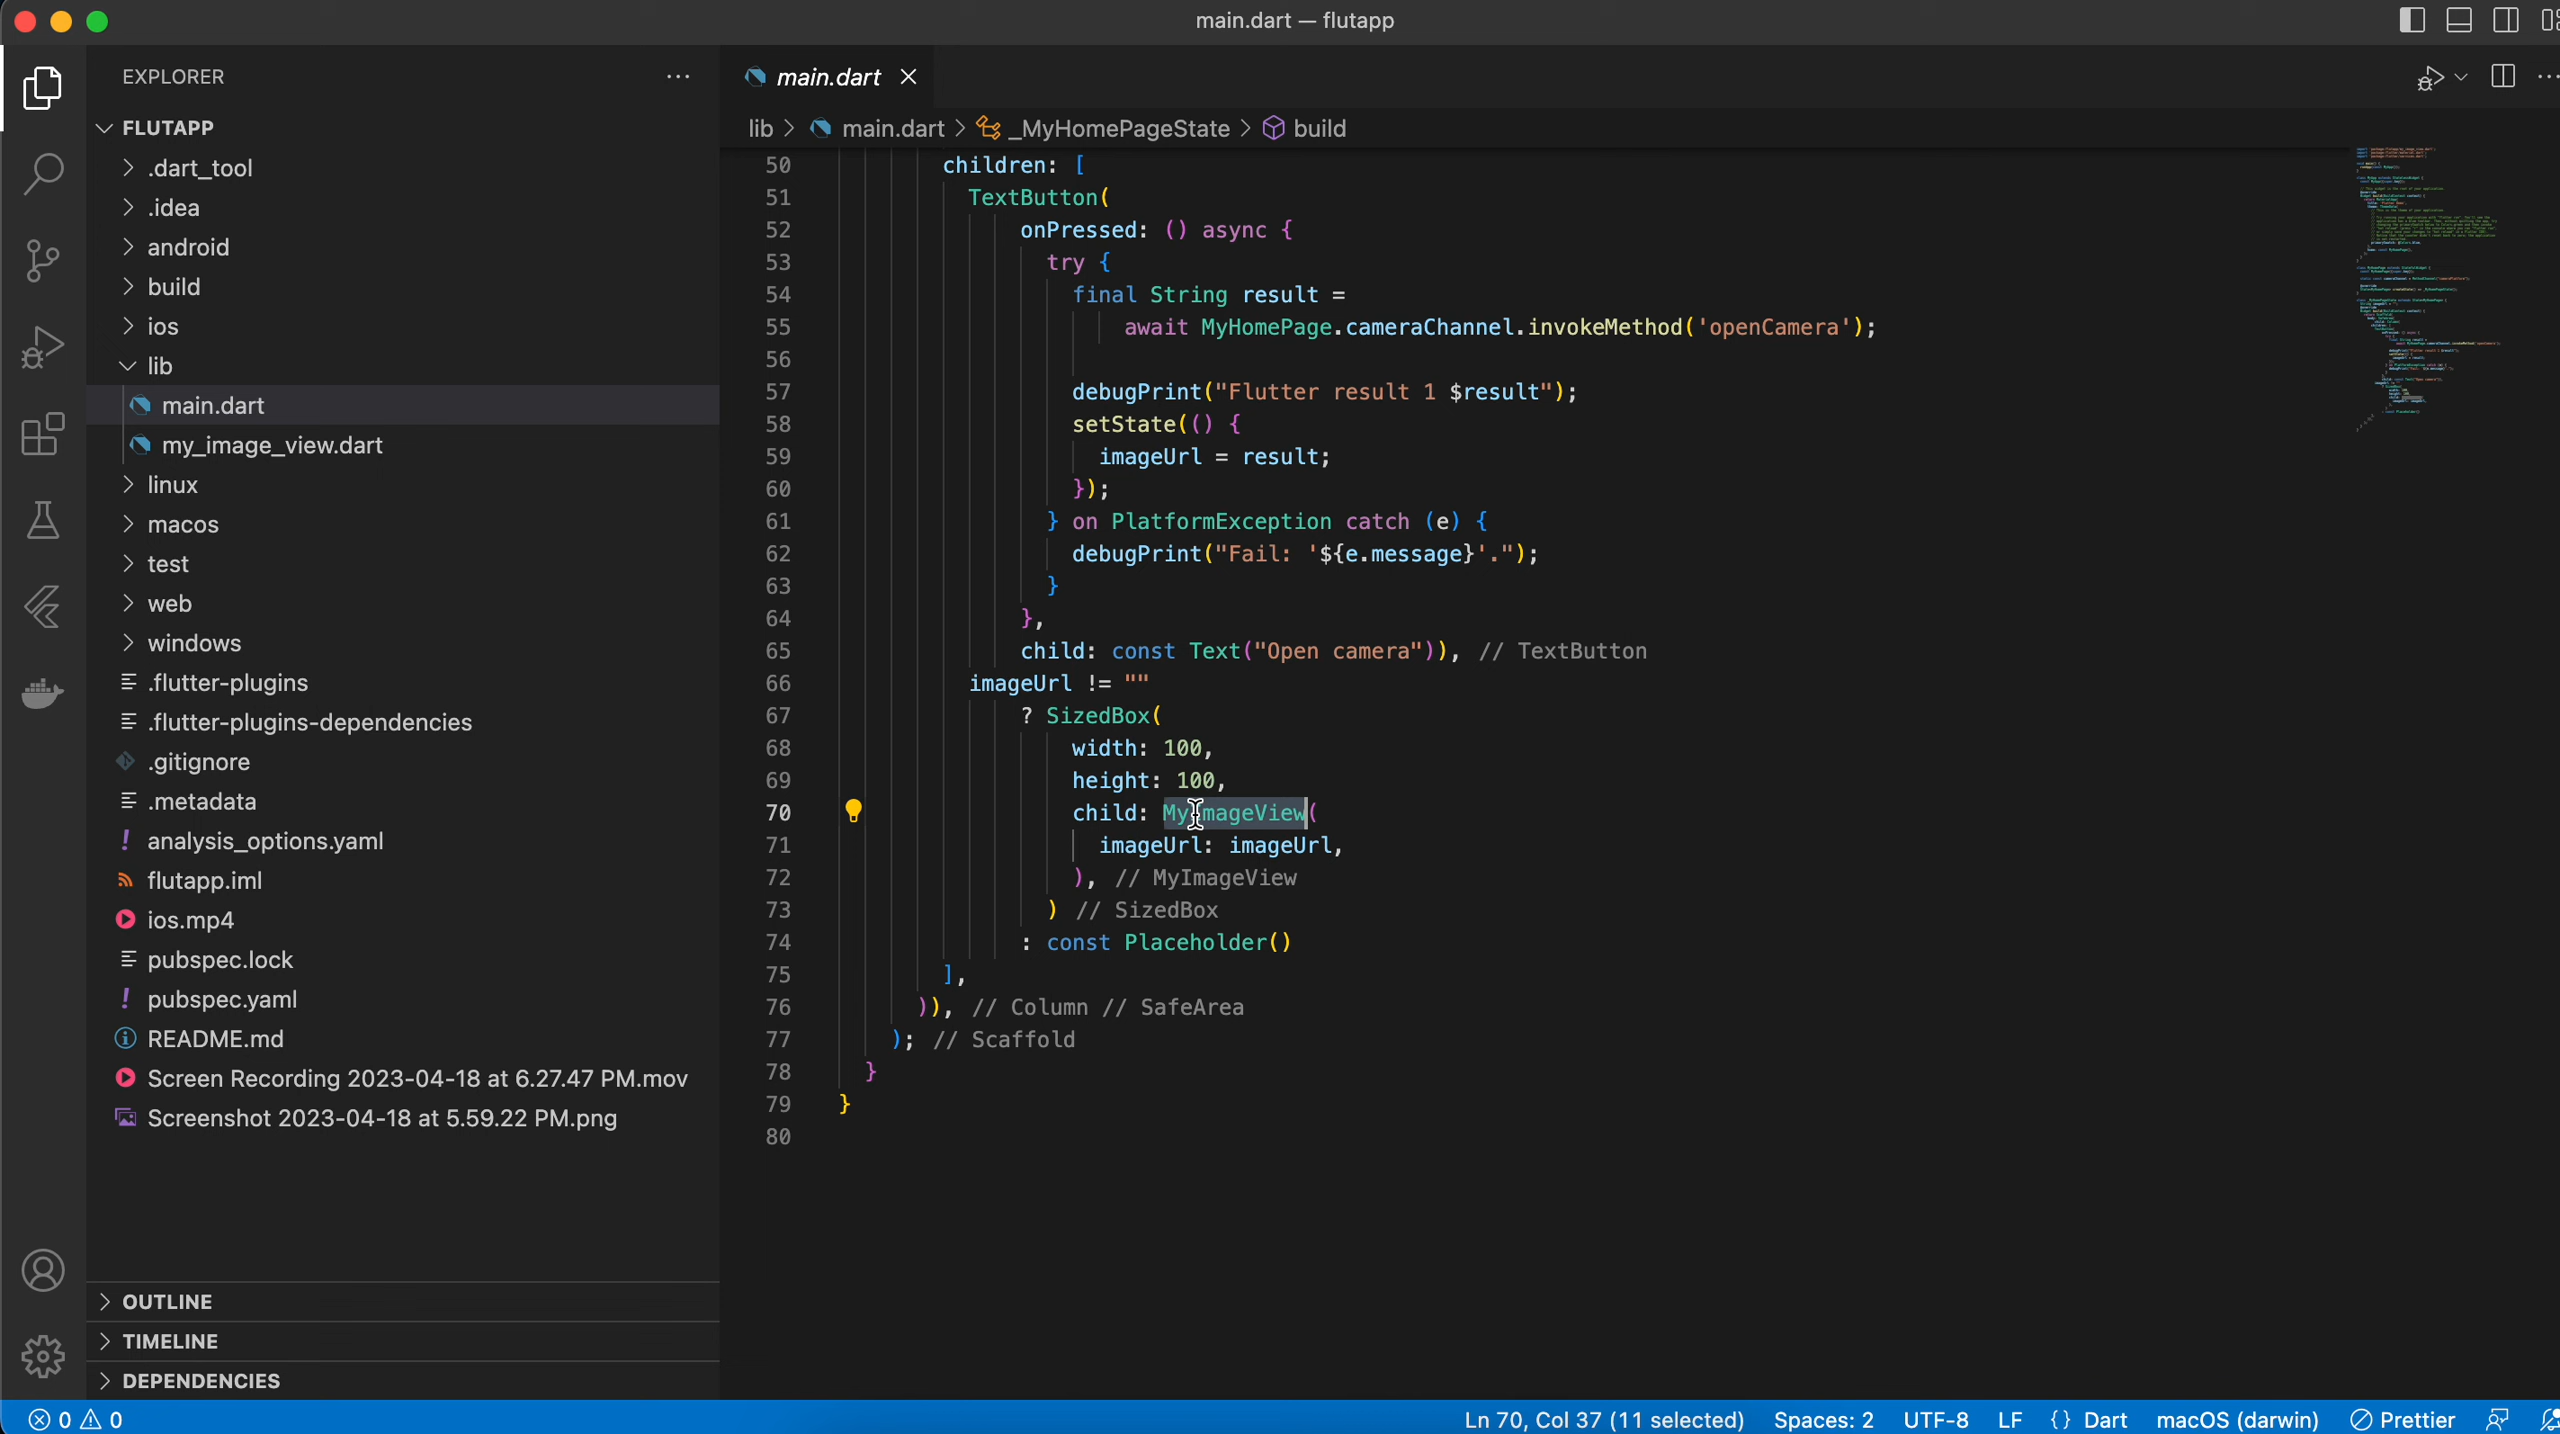 main.dart — flutapp
EXPLORER
FLUTAPP
.dart_tool
.idea
android
build
ios
lib
main.dart
my_image_view.dart
linux
macos
test
web
windows
.flutter-plugins
.flutter-plugins-dependencies
.gitignore
.metadata
analysis_options.yaml
flutapp.iml
ios.mp4
pubspec.lock
pubspec.yaml
README.md
Screen Recording 2023-04-18 at 6.27.47 PM.mov
Screenshot 2023-04-18 at 5.59.22 PM.png
OUTLINE
TIMELINE
DEPENDENCIES
main.dart
lib > main.dart > _MyHomePageState > build
50 children: [
51 TextButton(
52 onPressed: () async {
53 try {
54 final String result =
55 await MyHomePage.cameraChannel.invokeMethod('openCamera');
56
57 debugPrint("Flutter result 1 $result");
58 setState(() {
59 imageUrl = result;
60 });
61 } on PlatformException catch (e) {
62 debugPrint("Fail: '${e.message}'.");
63 }
64 },
65 child: const Text("Open camera")), // TextButton
66 imageUrl != ""
67 ? SizedBox(
68 width: 100,
69 height: 100,
70 child: MyImageView(
71 imageUrl: imageUrl,
72 ), // MyImageView
73 ) // SizedBox
74 : const Placeholder()
75 ],
76 )), // Column // SafeArea
77 ); // Scaffold
78 }
79 }
80
0 0 Ln 70, Col 37 (11 selected) Spaces: 2 UTF-8 LF {} Dart macOS (darwin) Prettier